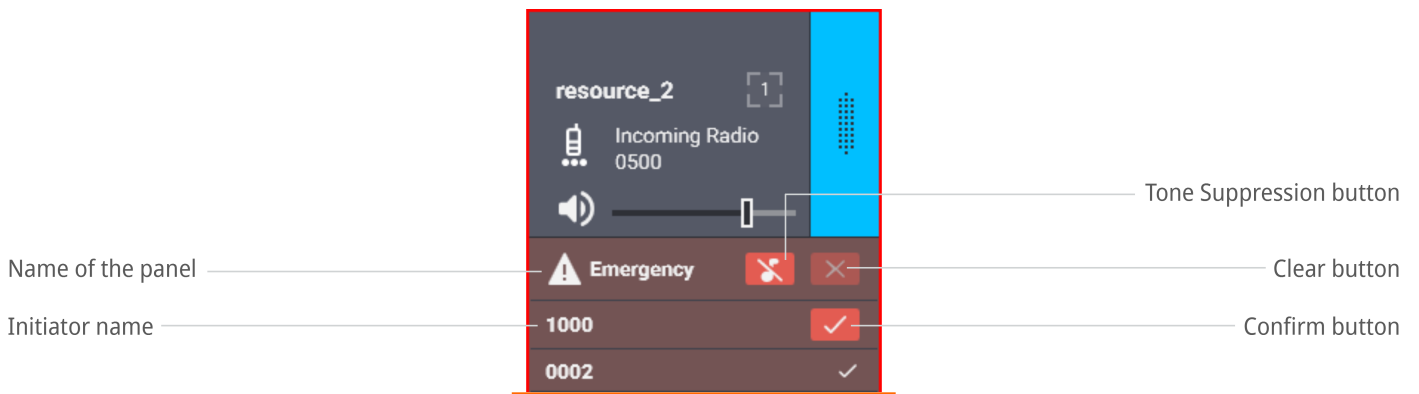 resource_2
1
Incoming Radio
0500
Tone Suppression button
Name of the panel
Emergency
Clear button
Initiator name
1000
Confirm button
0002